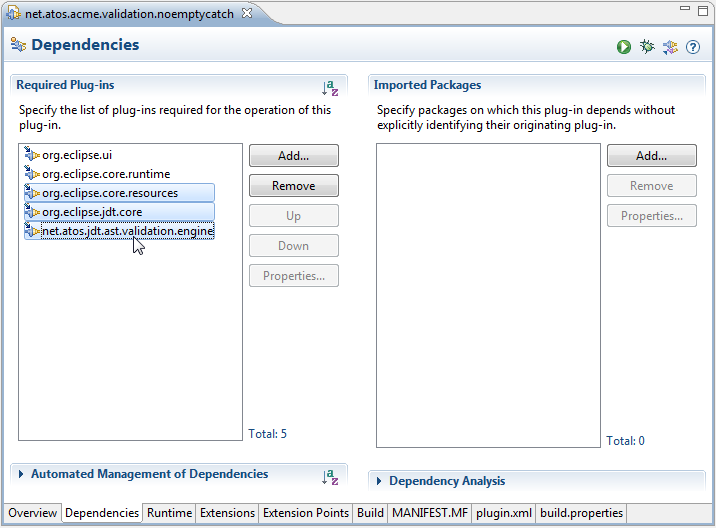 net.atos.acme.validation.noemptycatch
Dependencies
Required Plug-ins
Specify the list of plug-ins required for the operation of this
plug-in.
org.eclipse.ui
org.eclipse.core.runtime
org.eclipse.core.resources
org.eclipse.jdt.core
net.atos.jdt.ast.validation.engine
Add...
Remove
Up
Down
Properties...
Total: 5
Imported Packages
Specify packages on which this plug-in depends without
explicitly identifying their originating plug-in.
Add...
Remove
Properties...
Total: 0
Automated Management of Dependencies
Dependency Analysis
Overview Dependencies Runtime Extensions Extension Points Build MANIFEST.MF plugin.xml build.properties